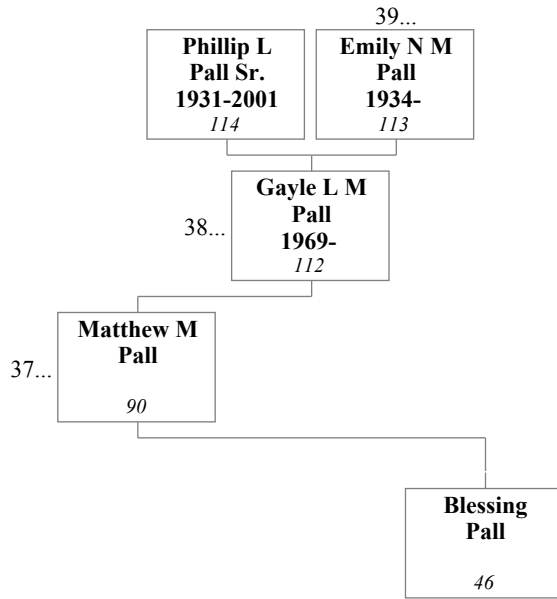 39...
Phillip L
Pall Sr.
1931-2001
114
Emily N M
Pall
1934-
113
38...
Gayle L M
Pall
1969-
112
37...
Matthew M
Pall
90
Blessing
Pall
46